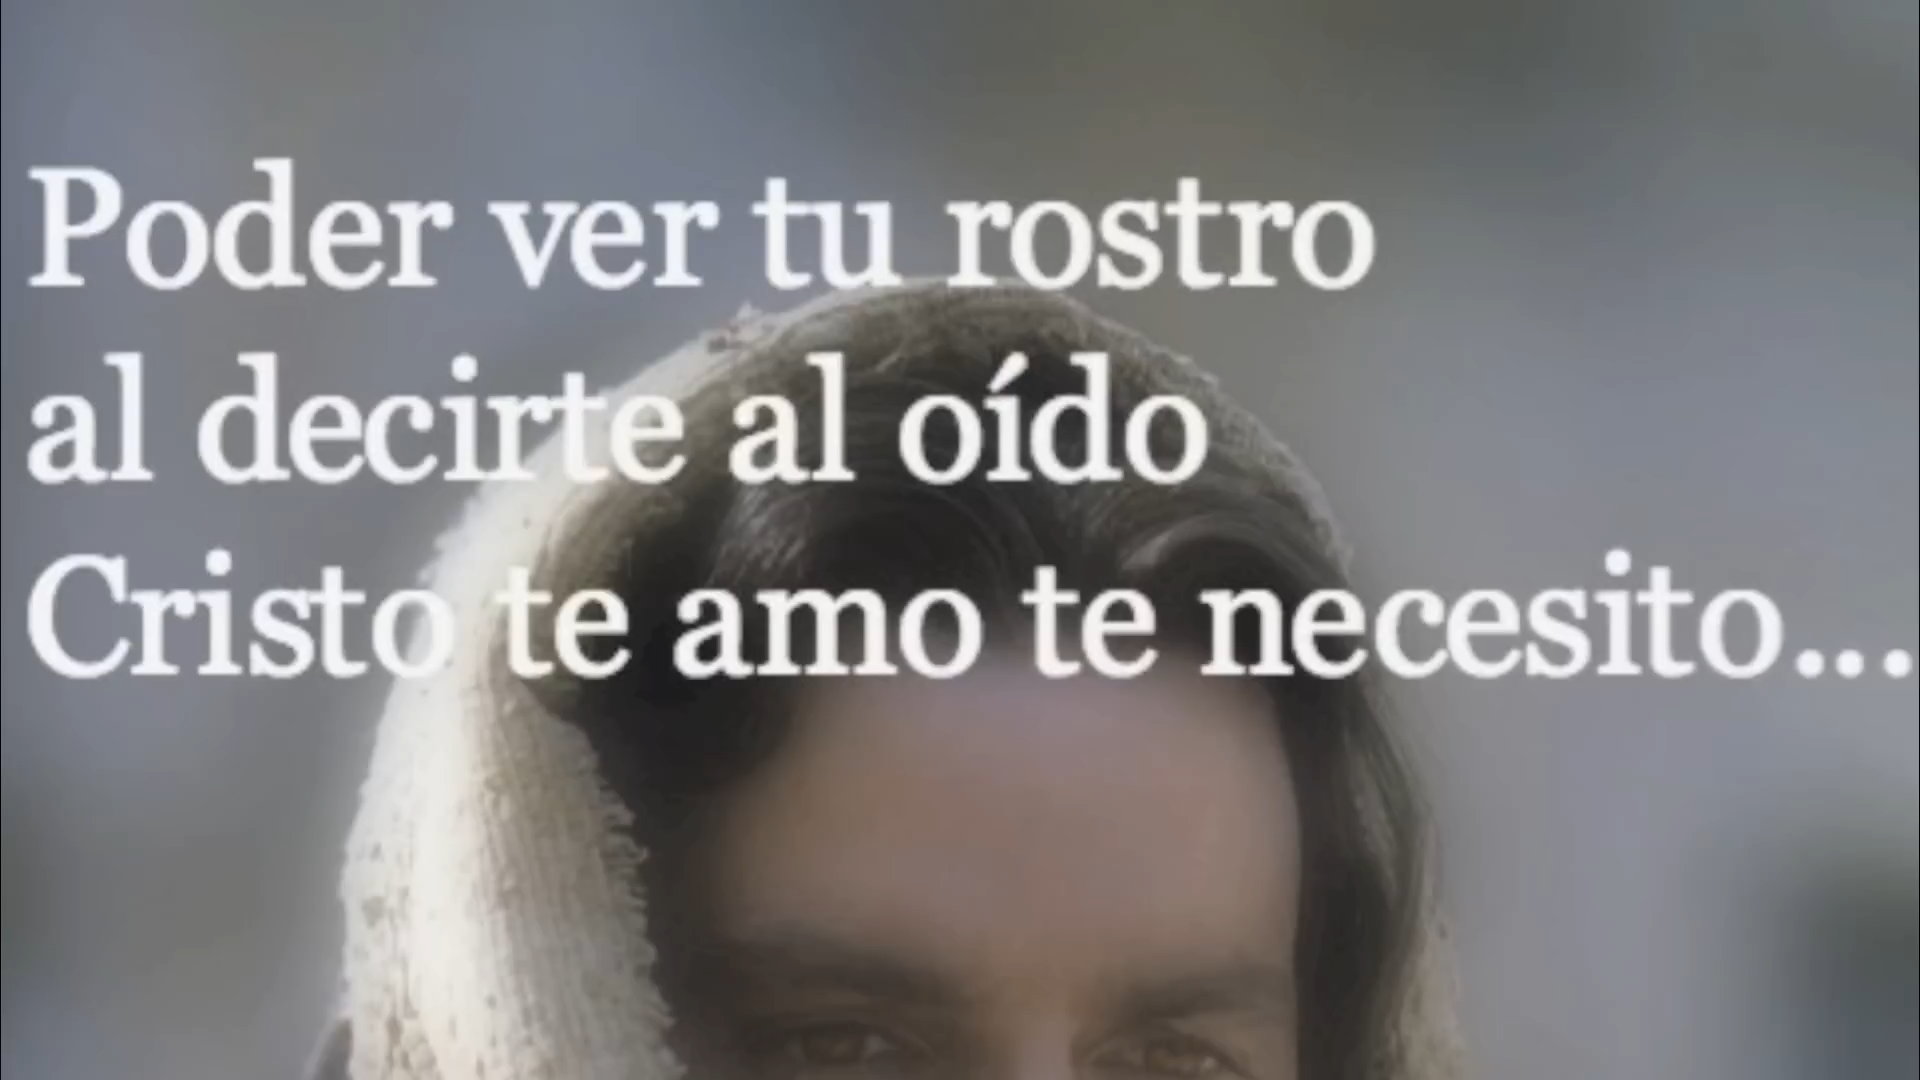 Poder ver tu rostro
al decirte al oído
Cristo te amo te necesito...